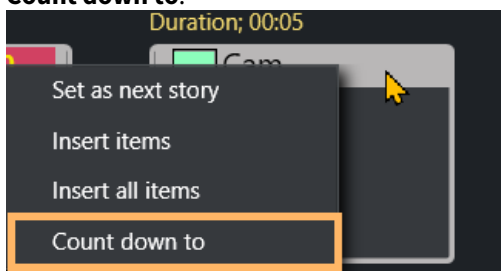 Count down to.
Duration; 00:05
Cam
Set as next story
Insert items
Insert all items
Count down to